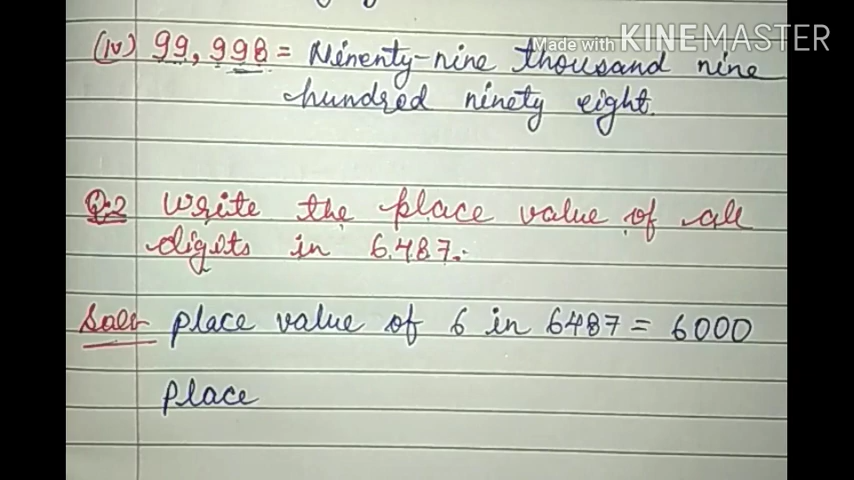 Made with KINEMASTER
(iv) 99,998 = Ninenty-nine thousand nine
hundred ninety eight.
Q.2 Write the place value of all
digits in 6487.
Sol:- place value of 6 in 6487 = 6000
place